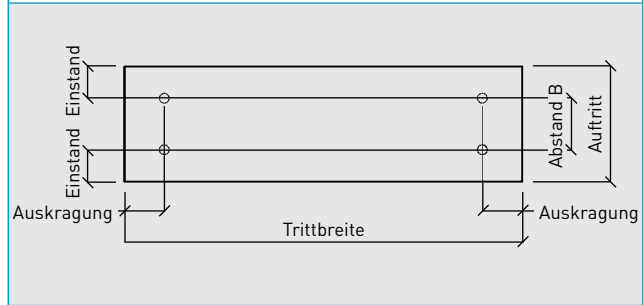 Einstand
Einstand
Abstand B
Auftritt
Auskragung
Auskragung
Trittbreite